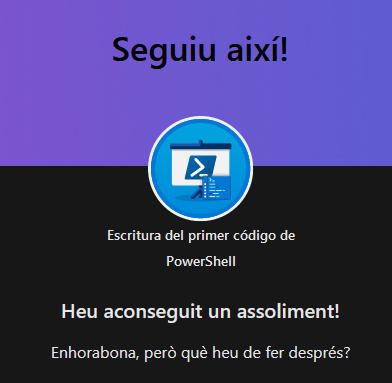 Seguiu així!
Escritura del primer código de
PowerShell
Heu aconseguit un assoliment!
Enhorabona, però què heu de fer després?